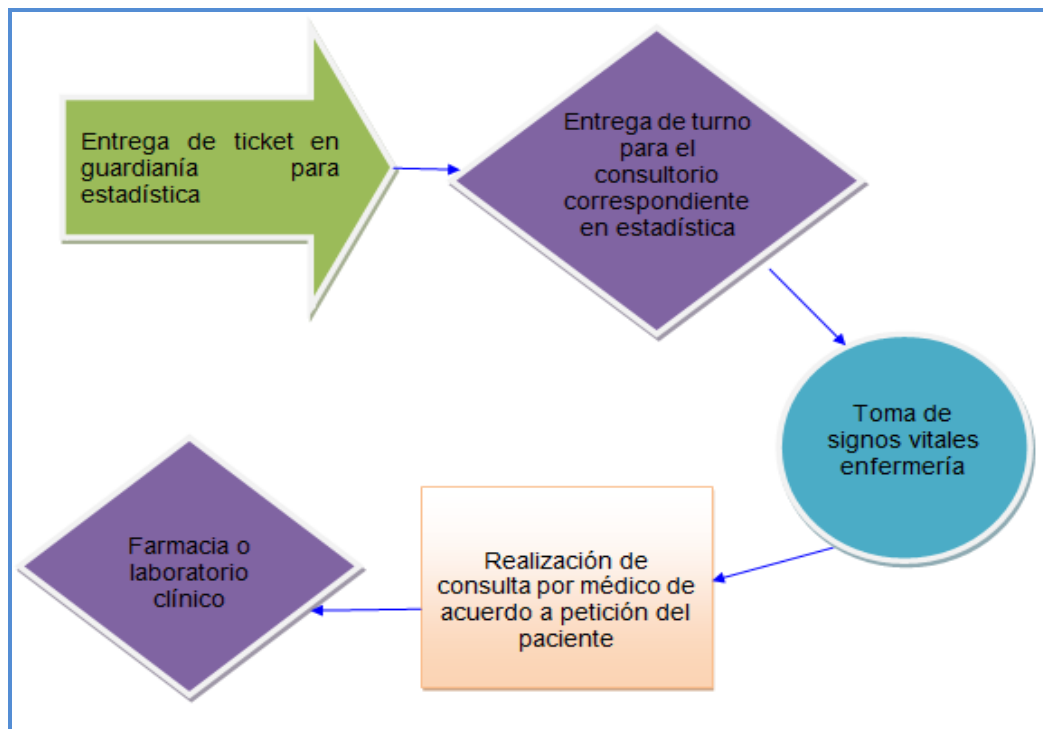 Entrega de ticket en
guardianía para
estadística
Entrega de turno
para el
consultorio
correspondiente
en estadística
Toma de
signos vitales
enfermería
Realización de
consulta por médico de
acuerdo a petición del
paciente
Farmacia o
laboratorio
clínico